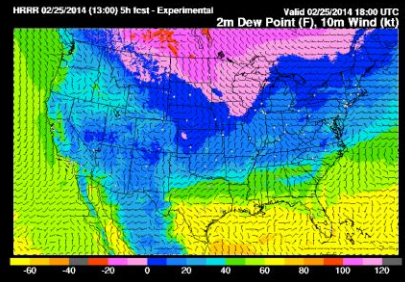 HRRR 02/25/2014 (13:00) 5h fcst - Experimental
Valid 02/25/2014 18:00 UTC
2m Dew Point (F), 10m Wind (kt)
-60 -40 -20 0 20 40 60 80 100 120